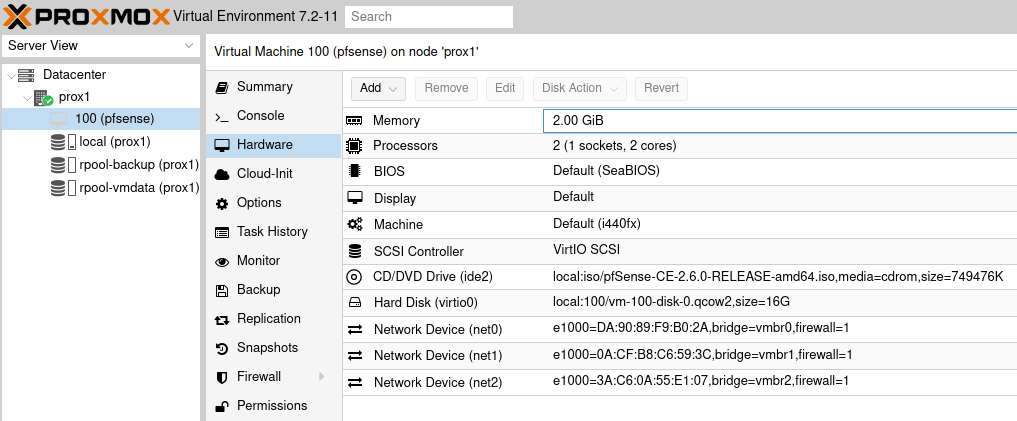 PROXMOX Virtual Environment 7.2-11 Search
Server View
Virtual Machine 100 (pfsense) on node 'prox1'
Datacenter
prox1
100 (pfsense)
local (prox1)
rpool-backup (prox1)
rpool-vmdata (prox1)
Summary
Console
Hardware
Cloud-Init
Options
Task History
Monitor
Backup
Replication
Snapshots
Firewall
Permissions
Add Remove Edit Disk Action Revert
Memory 2.00 GiB
Processors 2 (1 sockets, 2 cores)
BIOS Default (SeaBIOS)
Display Default
Machine Default (i440fx)
SCSI Controller VirtIO SCSI
CD/DVD Drive (ide2) local:iso/pfSense-CE-2.6.0-RELEASE-amd64.iso,media=cdrom,size=749476K
Hard Disk (virtio0) local:100/vm-100-disk-0.qcow2,size=16G
Network Device (net0) e1000=DA:90:89:F9:B0:2A,bridge=vmbr0,firewall=1
Network Device (net1) e1000=0A:CF:B8:C6:59:3C,bridge=vmbr1,firewall=1
Network Device (net2) e1000=3A:C6:0A:55:E1:07,bridge=vmbr2,firewall=1